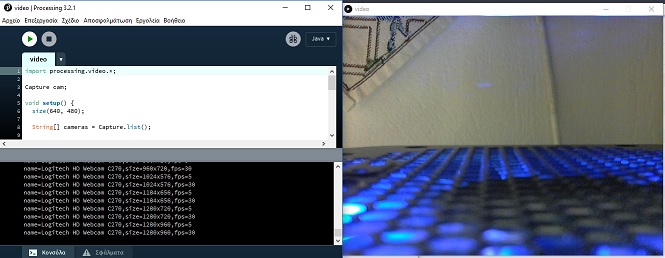 video | Processing 3.2.1
Αρχείο Επεξεργασία Σχέδιο Αποσφαλμάτωση Εργαλεία Βοήθεια
Java ▼
video ▼
1 import processing.video.*;
2
3 Capture cam;
4
5 void setup() {
6 size(640, 480);
7
8 String[] cameras = Capture.list();
9
name=Logitech HD Webcam C270,size=960x720,fps=30
name=Logitech HD Webcam C270,size=1024x576,fps=5
name=Logitech HD Webcam C270,size=1024x576,fps=30
name=Logitech HD Webcam C270,size=1184x656,fps=5
name=Logitech HD Webcam C270,size=1184x656,fps=30
name=Logitech HD Webcam C270,size=1280x720,fps=5
name=Logitech HD Webcam C270,size=1280x720,fps=30
name=Logitech HD Webcam C270,size=1280x960,fps=5
name=Logitech HD Webcam C270,size=1280x960,fps=30
Κονσόλα Σφάλματα
video